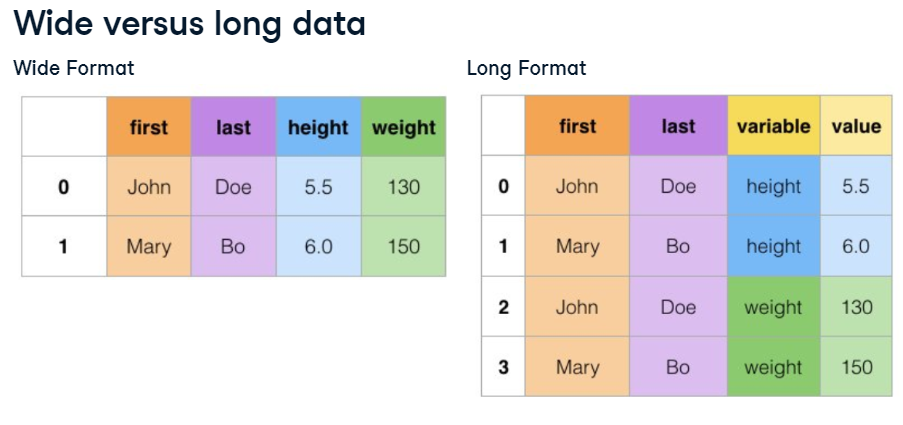 Wide versus long data
Wide Format
first last height weight
0 John Doe 5.5 130
1 Mary Bo 6.0 150
Long Format
first last variable value
0 John Doe height 5.5
1 Mary Bo height 6.0
2 John Doe weight 130
3 Mary Bo weight 150